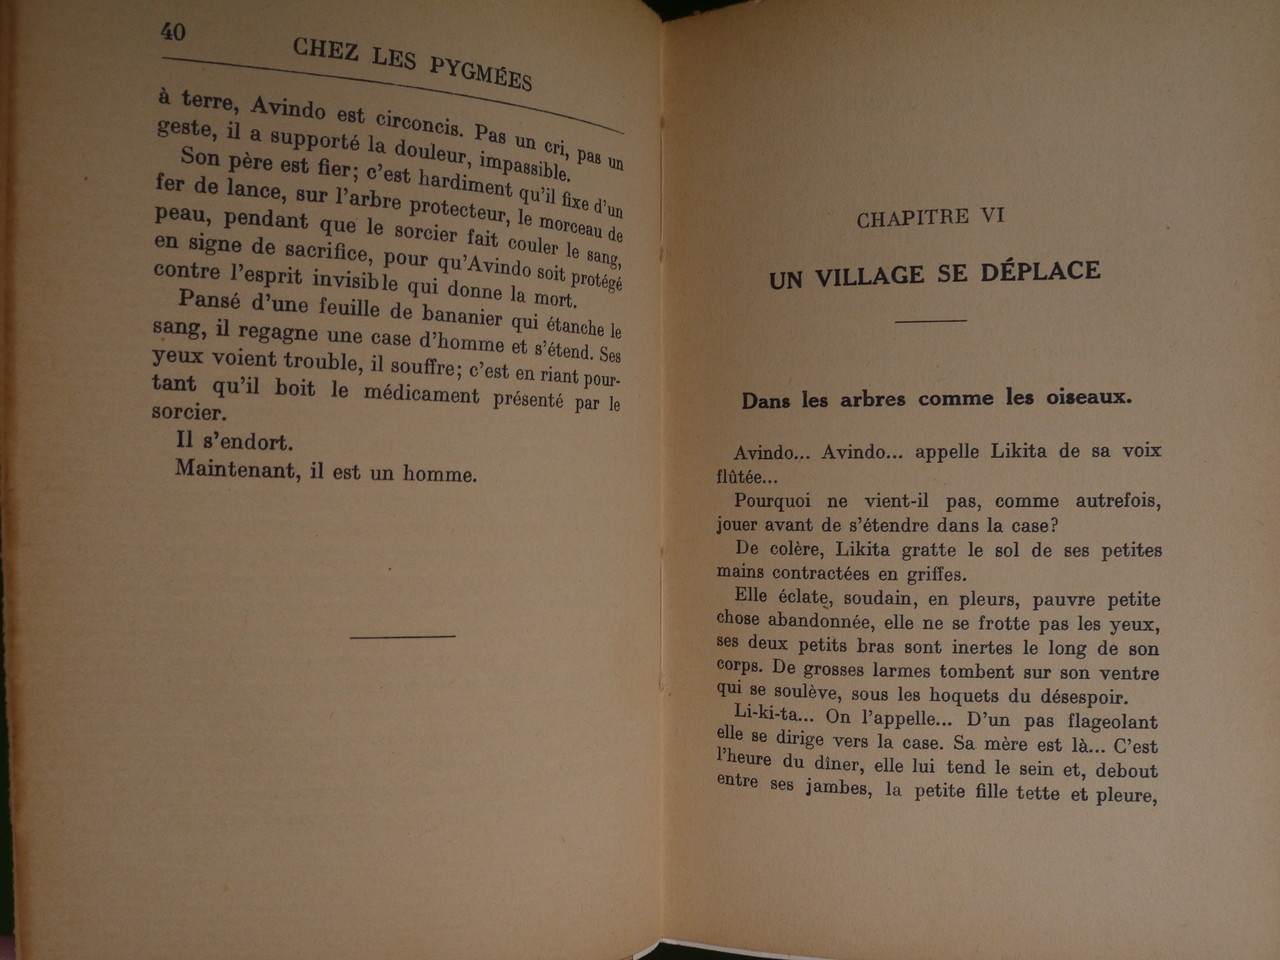 40
CHEZ LES PYGMÉES
à terre, Avindo est circoncis. Pas un cri, pas un
geste, il a supporté la douleur, impassible.
Son père est fier; c'est hardiment qu'il fixe d'un
fer de lance, sur l'arbre protecteur, le morceau de
peau, pendant que le sorcier fait couler le sang,
en signe de sacrifice, pour qu'Avindo soit protégé
contre l'esprit invisible qui donne la mort.
Pansé d'une feuille de bananier qui étanche le
sang, il regagne une case d'homme et s'étend. Ses
yeux voient trouble, il souffre; c'est en riant pour-
tant qu'il boit le médicament présenté par le
sorcier.
Il s'endort.
Maintenant, il est un homme.
CHAPITRE VI
UN VILLAGE SE DÉPLACE
Dans les arbres comme les oiseaux.
Avindo... Avindo... appelle Likita de sa voix
flûtée...
Pourquoi ne vient-il pas, comme autrefois,
jouer avant de s'étendre dans la case?
De colère, Likita gratte le sol de ses petites
mains contractées en griffes.
Elle éclate, soudain, en pleurs, pauvre petite
chose abandonnée, elle ne se frotte pas les yeux,
ses deux petits bras sont inertes le long de son
corps. De grosses larmes tombent sur son ventre
qui se soulève, sous les hoquets du désespoir.
Li-ki-ta... On l'appelle... D'un pas flageolant
elle se dirige vers la case. Sa mère est là... C'est
l'heure du dîner, elle lui tend le sein et, debout
entre ses jambes, la petite fille tette et pleure,